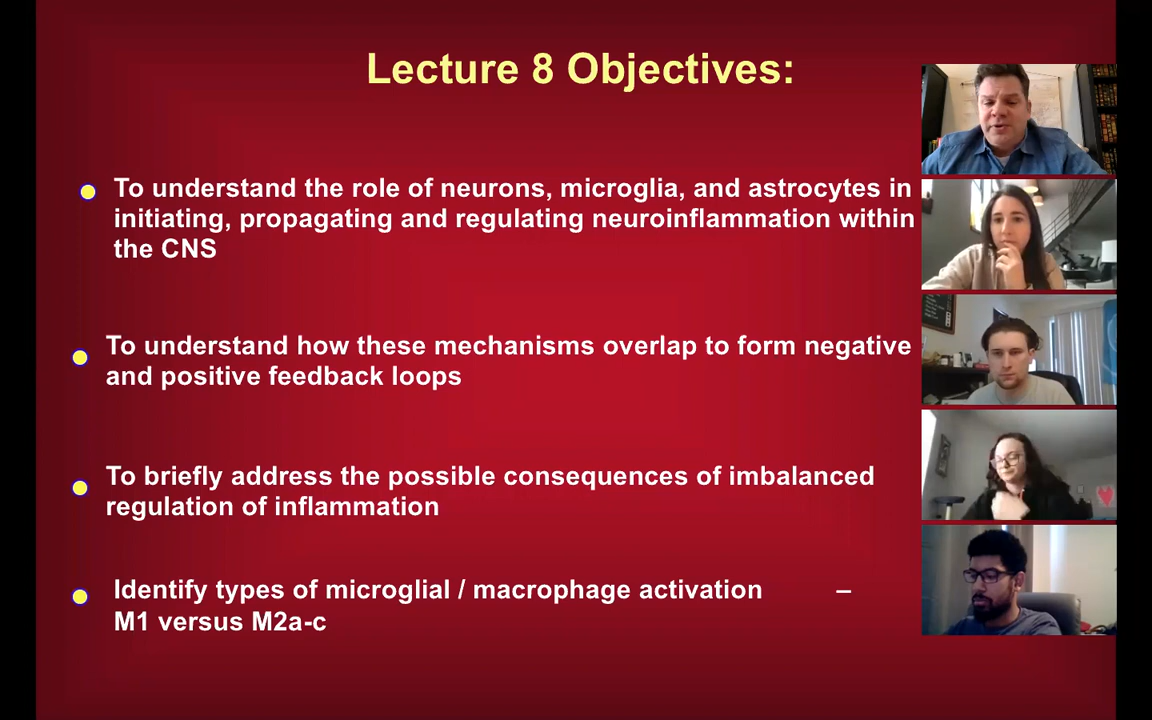 Lecture 8 Objectives:
To understand the role of neurons, microglia, and astrocytes in
initiating, propagating and regulating neuroinflammation within
the CNS
To understand how these mechanisms overlap to form negative
and positive feedback loops
To briefly address the possible consequences of imbalanced
regulation of inflammation
Identify types of microglial / macrophage activation –
M1 versus M2a-c